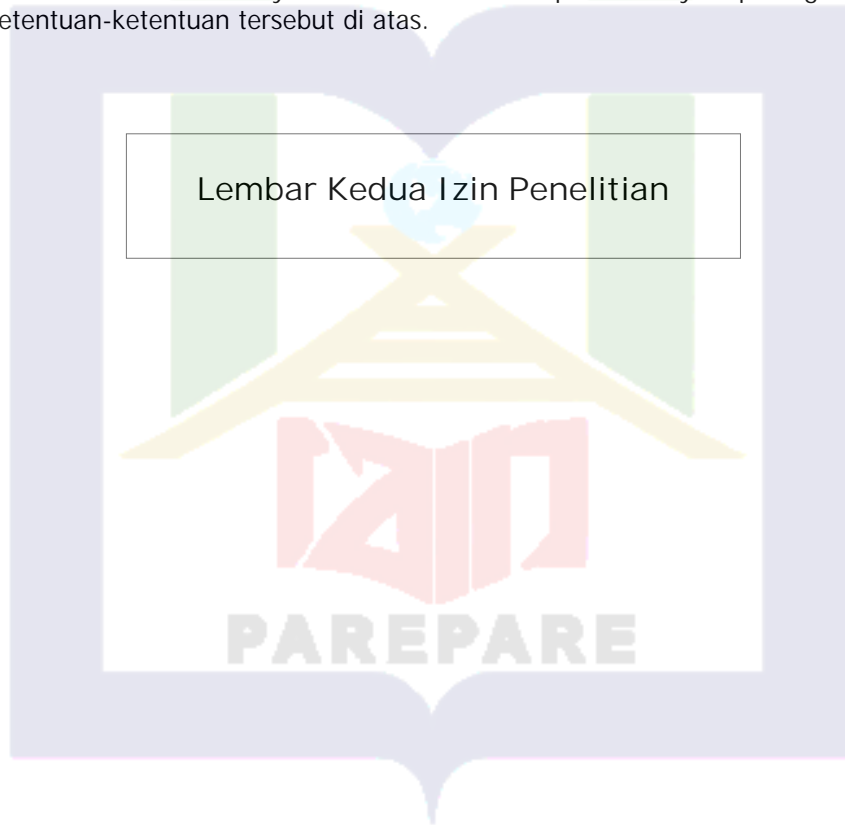 etentuan-ketentuan tersebut di atas.
Lembar Kedua Izin Penelitian
PAREPARE